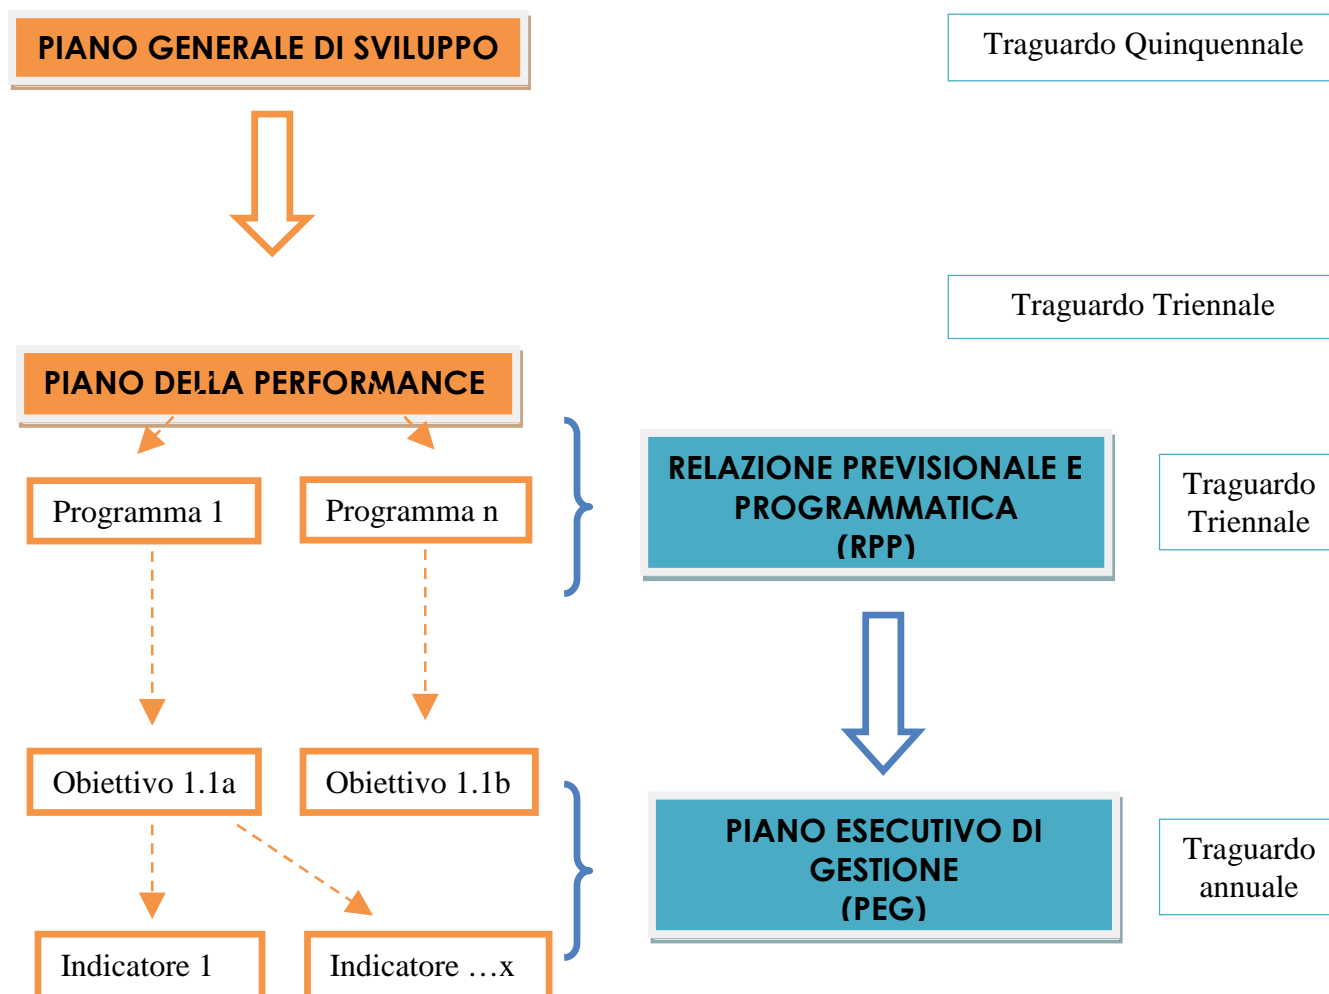 PIANO GENERALE DI SVILUPPO
Traguardo Quinquennale
Traguardo Triennale
PIANO DELLA PERFORMANCE
RELAZIONE PREVISIONALE E
PROGRAMMATICA
(RPP)
Traguardo
Triennale
Programma 1
Programma n
Obiettivo 1.1a
Obiettivo 1.1b
PIANO ESECUTIVO DI
GESTIONE
(PEG)
Traguardo
annuale
Indicatore 1
Indicatore …x